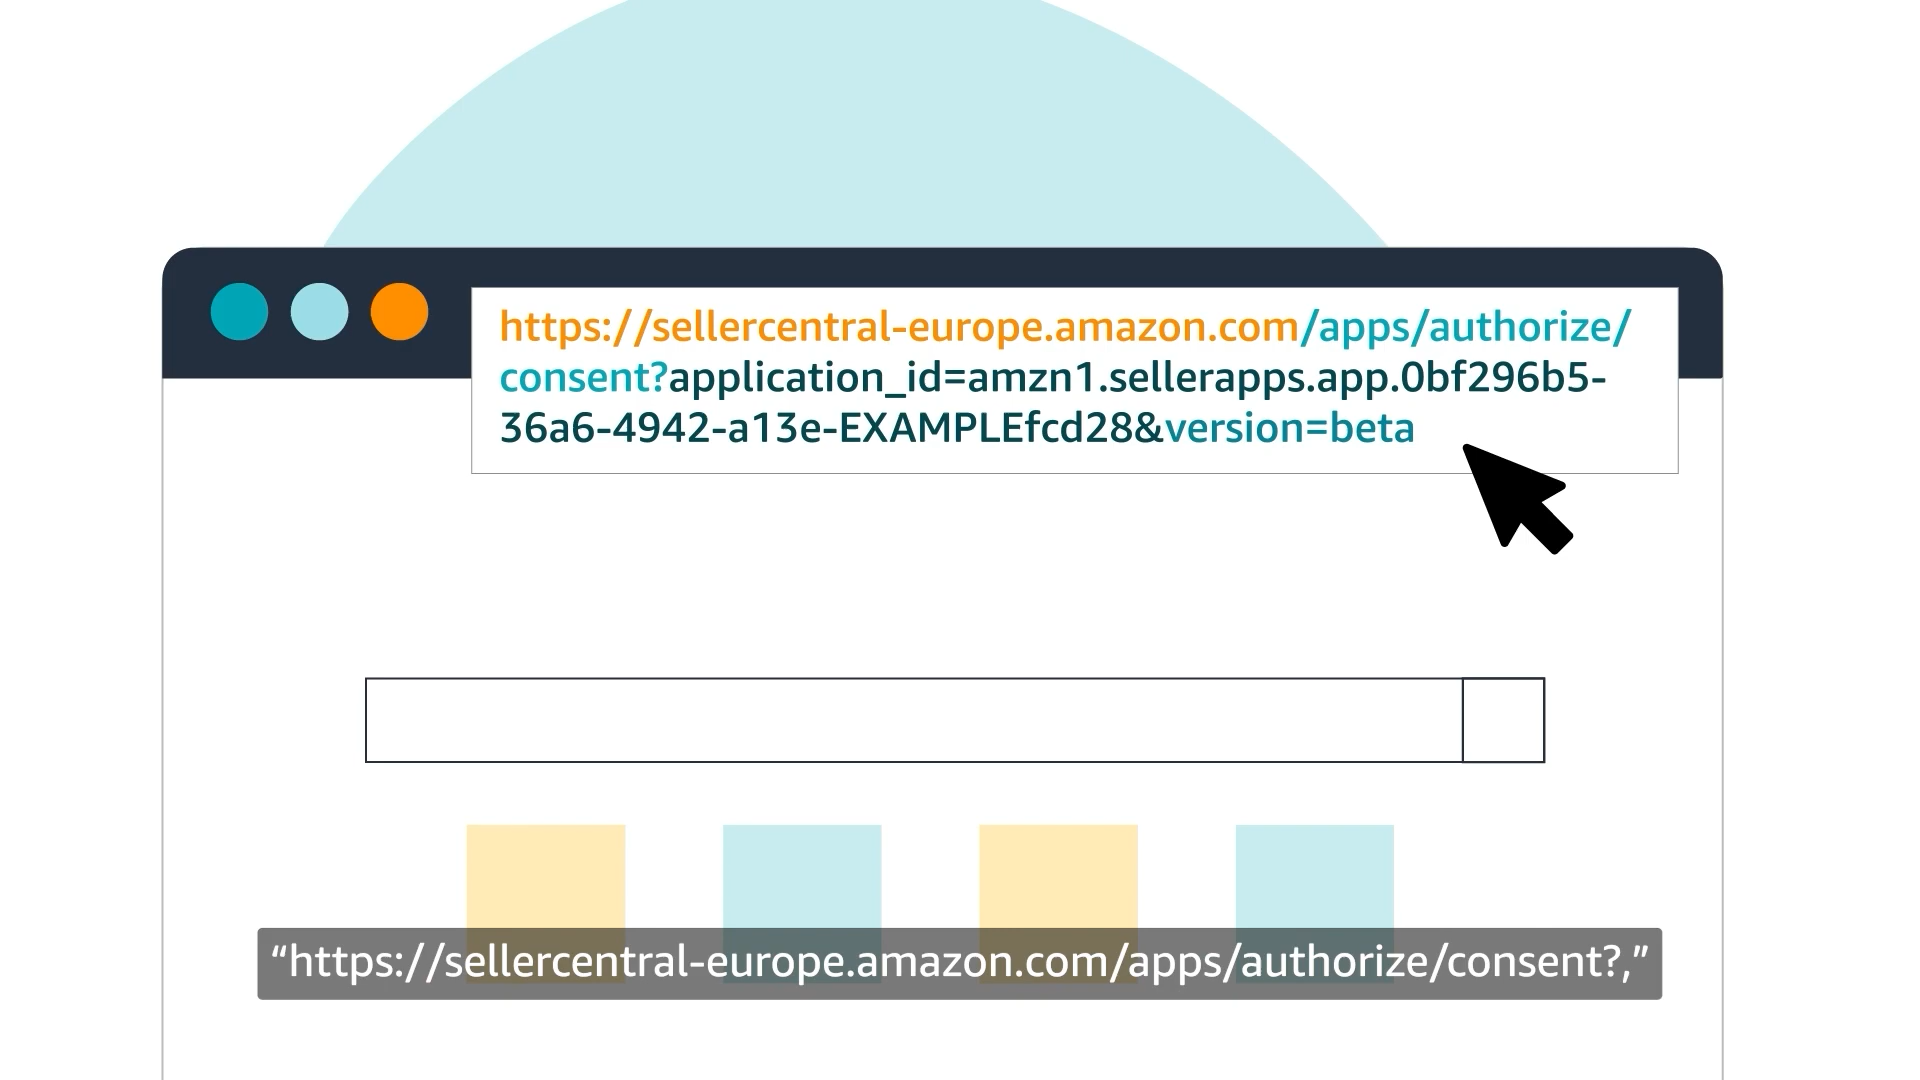 https://sellercentral-europe.amazon.com/apps/authorize/
consent?application_id=amzn1.sellerapps.app.0bf296b5-
36a6-4942-a13e-EXAMPLEfcd28&version=beta
“https://sellercentral-europe.amazon.com/apps/authorize/consent?,”